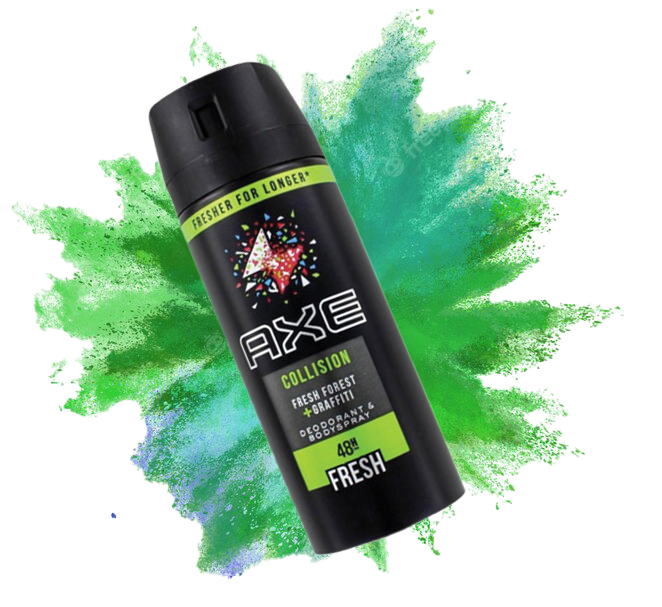 FRESHER FOR LONGER*
AXE
COLLISION
FRESH FOREST
+GRAFFITI
DEODORANT &
BODYSPRAY
48H
FRESH